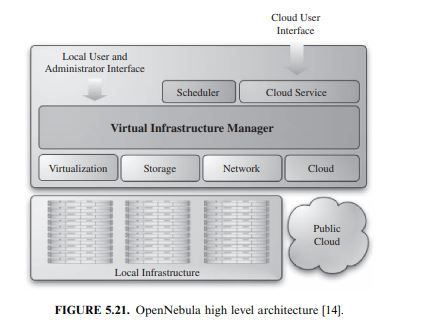 Cloud User
Interface
Local User and
Administrator Interface
Scheduler
Cloud Service
Virtual Infrastructure Manager
Virtualization
Storage
Network
Cloud
Public
Cloud
Local Infrastructure
FIGURE 5.21. OpenNebula high level architecture [14].